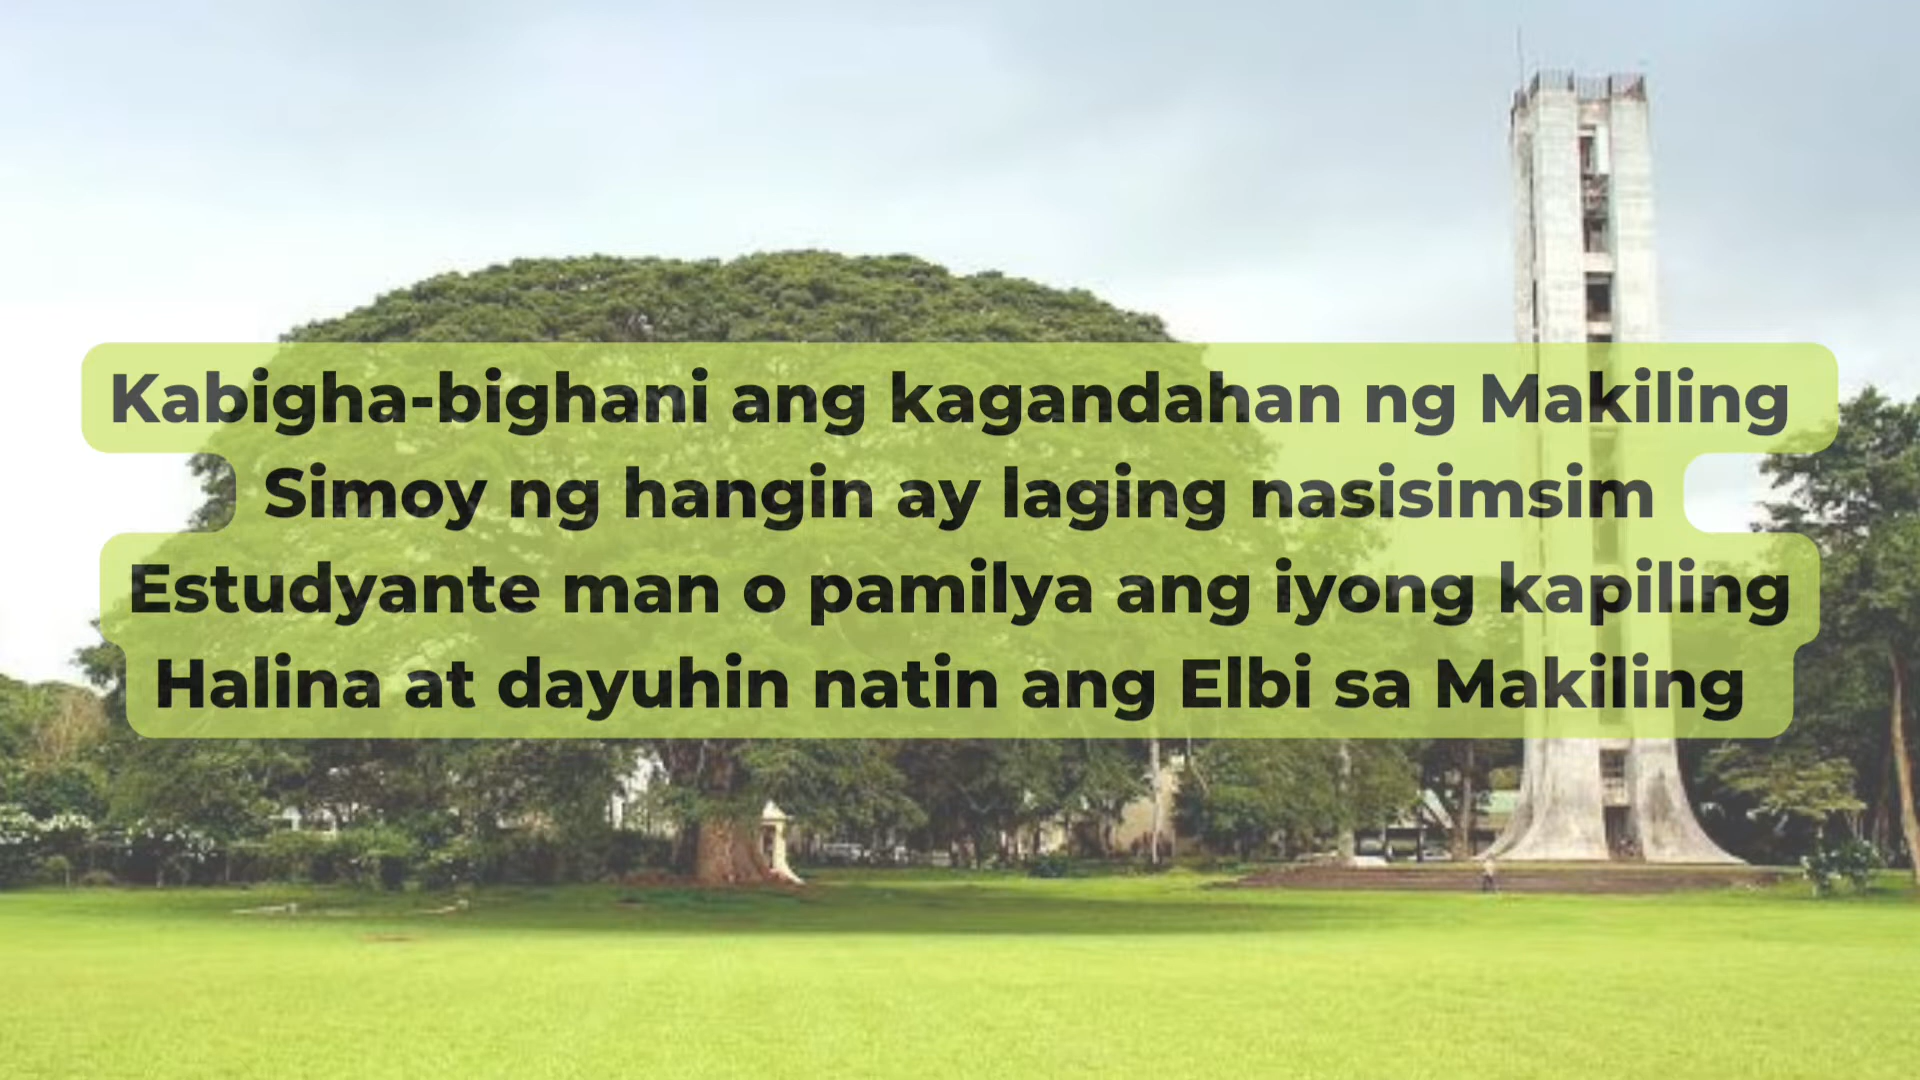 Kabigha-bighani ang kagandahan ng Makiling
Simoy ng hangin ay laging nasisimsim
Estudyante man o pamilya ang iyong kapiling
Halina at dayuhin natin ang Elbi sa Makiling